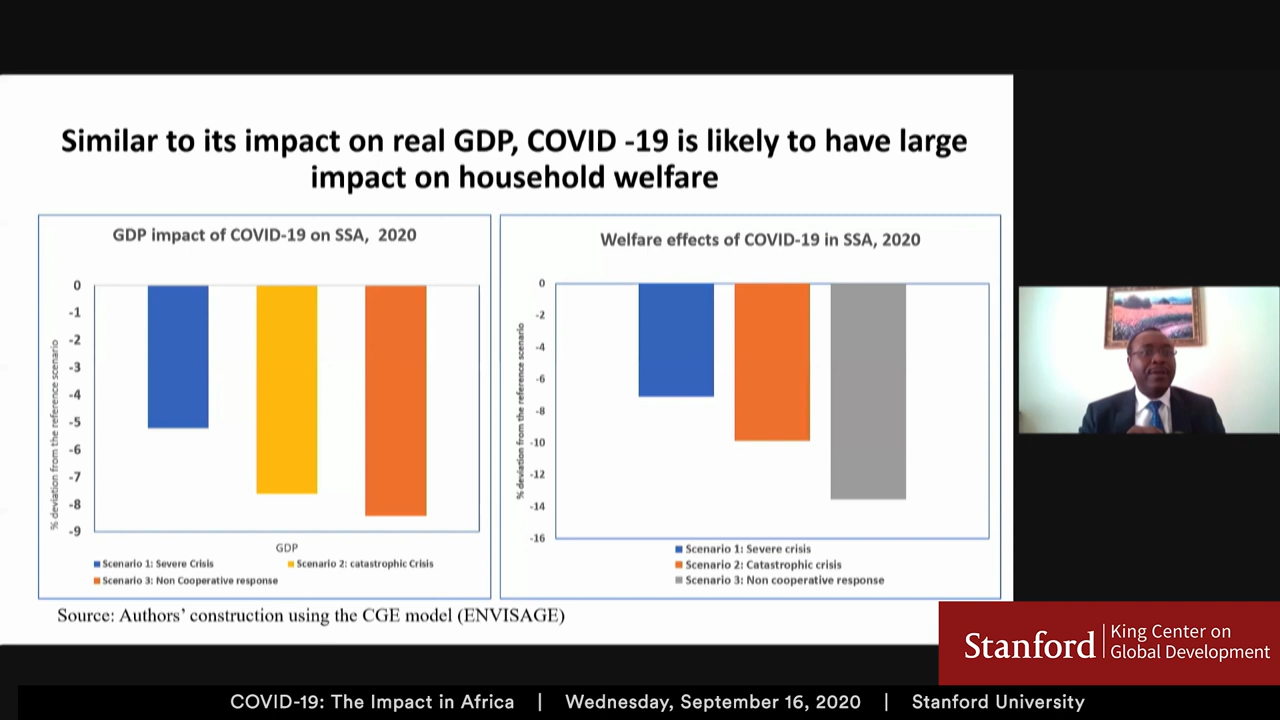 Similar to its impact on real GDP, COVID -19 is likely to have large
impact on household welfare
GDP impact of COVID-19 on SSA, 2020
% deviation from the reference scenario
0
-1
-2
-3
-4
-5
-6
-7
-8
-9
GDP
Scenario 1: Severe Crisis
Scenario 2: catastrophic Crisis
Scenario 3: Non Cooperative response
Welfare effects of COVID-19 in SSA, 2020
% deviation from the reference scenario
0
-2
-4
-6
-8
-10
-12
-14
-16
Scenario 1: Severe crisis
Scenario 2: Catastrophic crisis
Scenario 3: Non cooperative response
Source: Authors’ construction using the CGE model (ENVISAGE)
Stanford
King Center on
Global Development
COVID-19: The Impact in Africa | Wednesday, September 16, 2020 | Stanford University